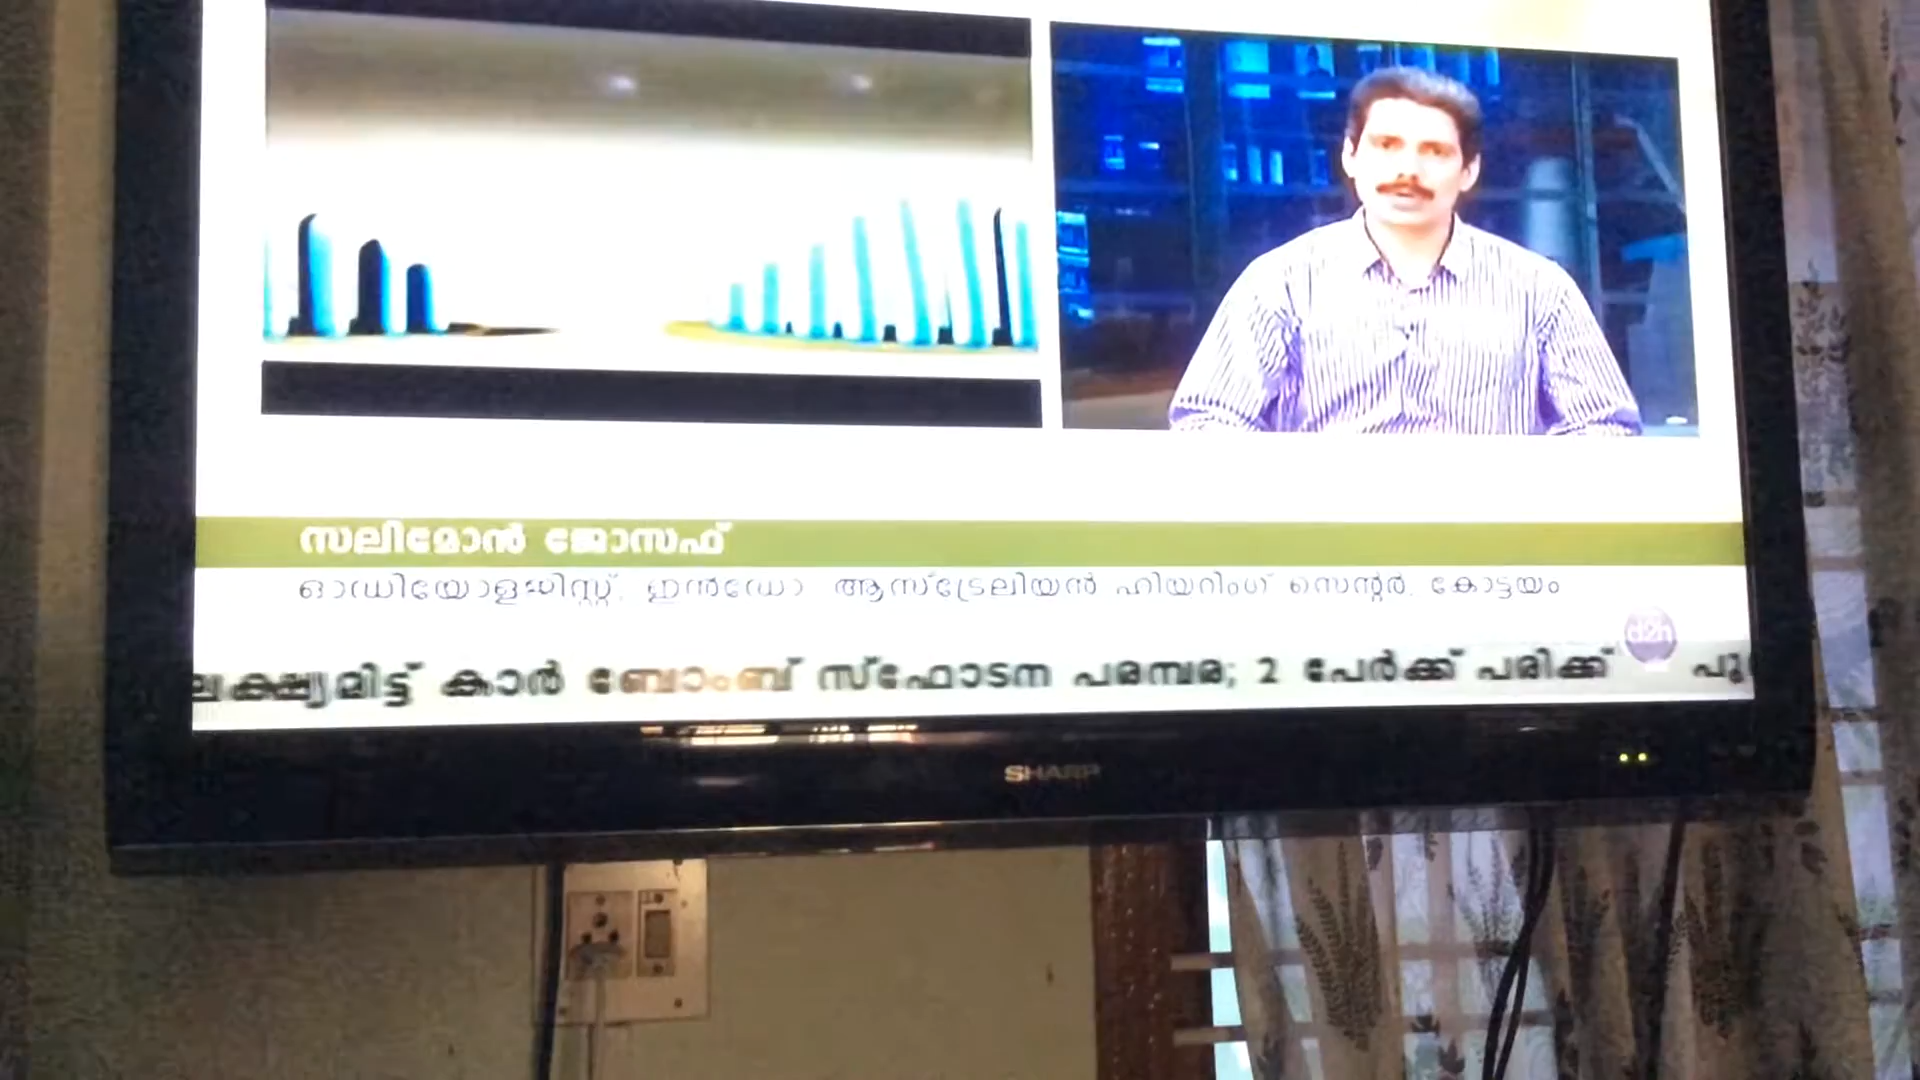 സലിമോൻ ജോസഫ്
ഓഡിയോളജിസ്റ്റ്, ഇൻഡോ ആസ്ട്രേലിയൻ ഹിയറിംഗ് സെന്റർ, കോട്ടയം
d2h
ലക്ഷ്യമിട്ട് കാർ ബോംബ് സ്ഫോടന പരമ്പര; 2 പേർക്ക് പരിക്ക്
SHARP